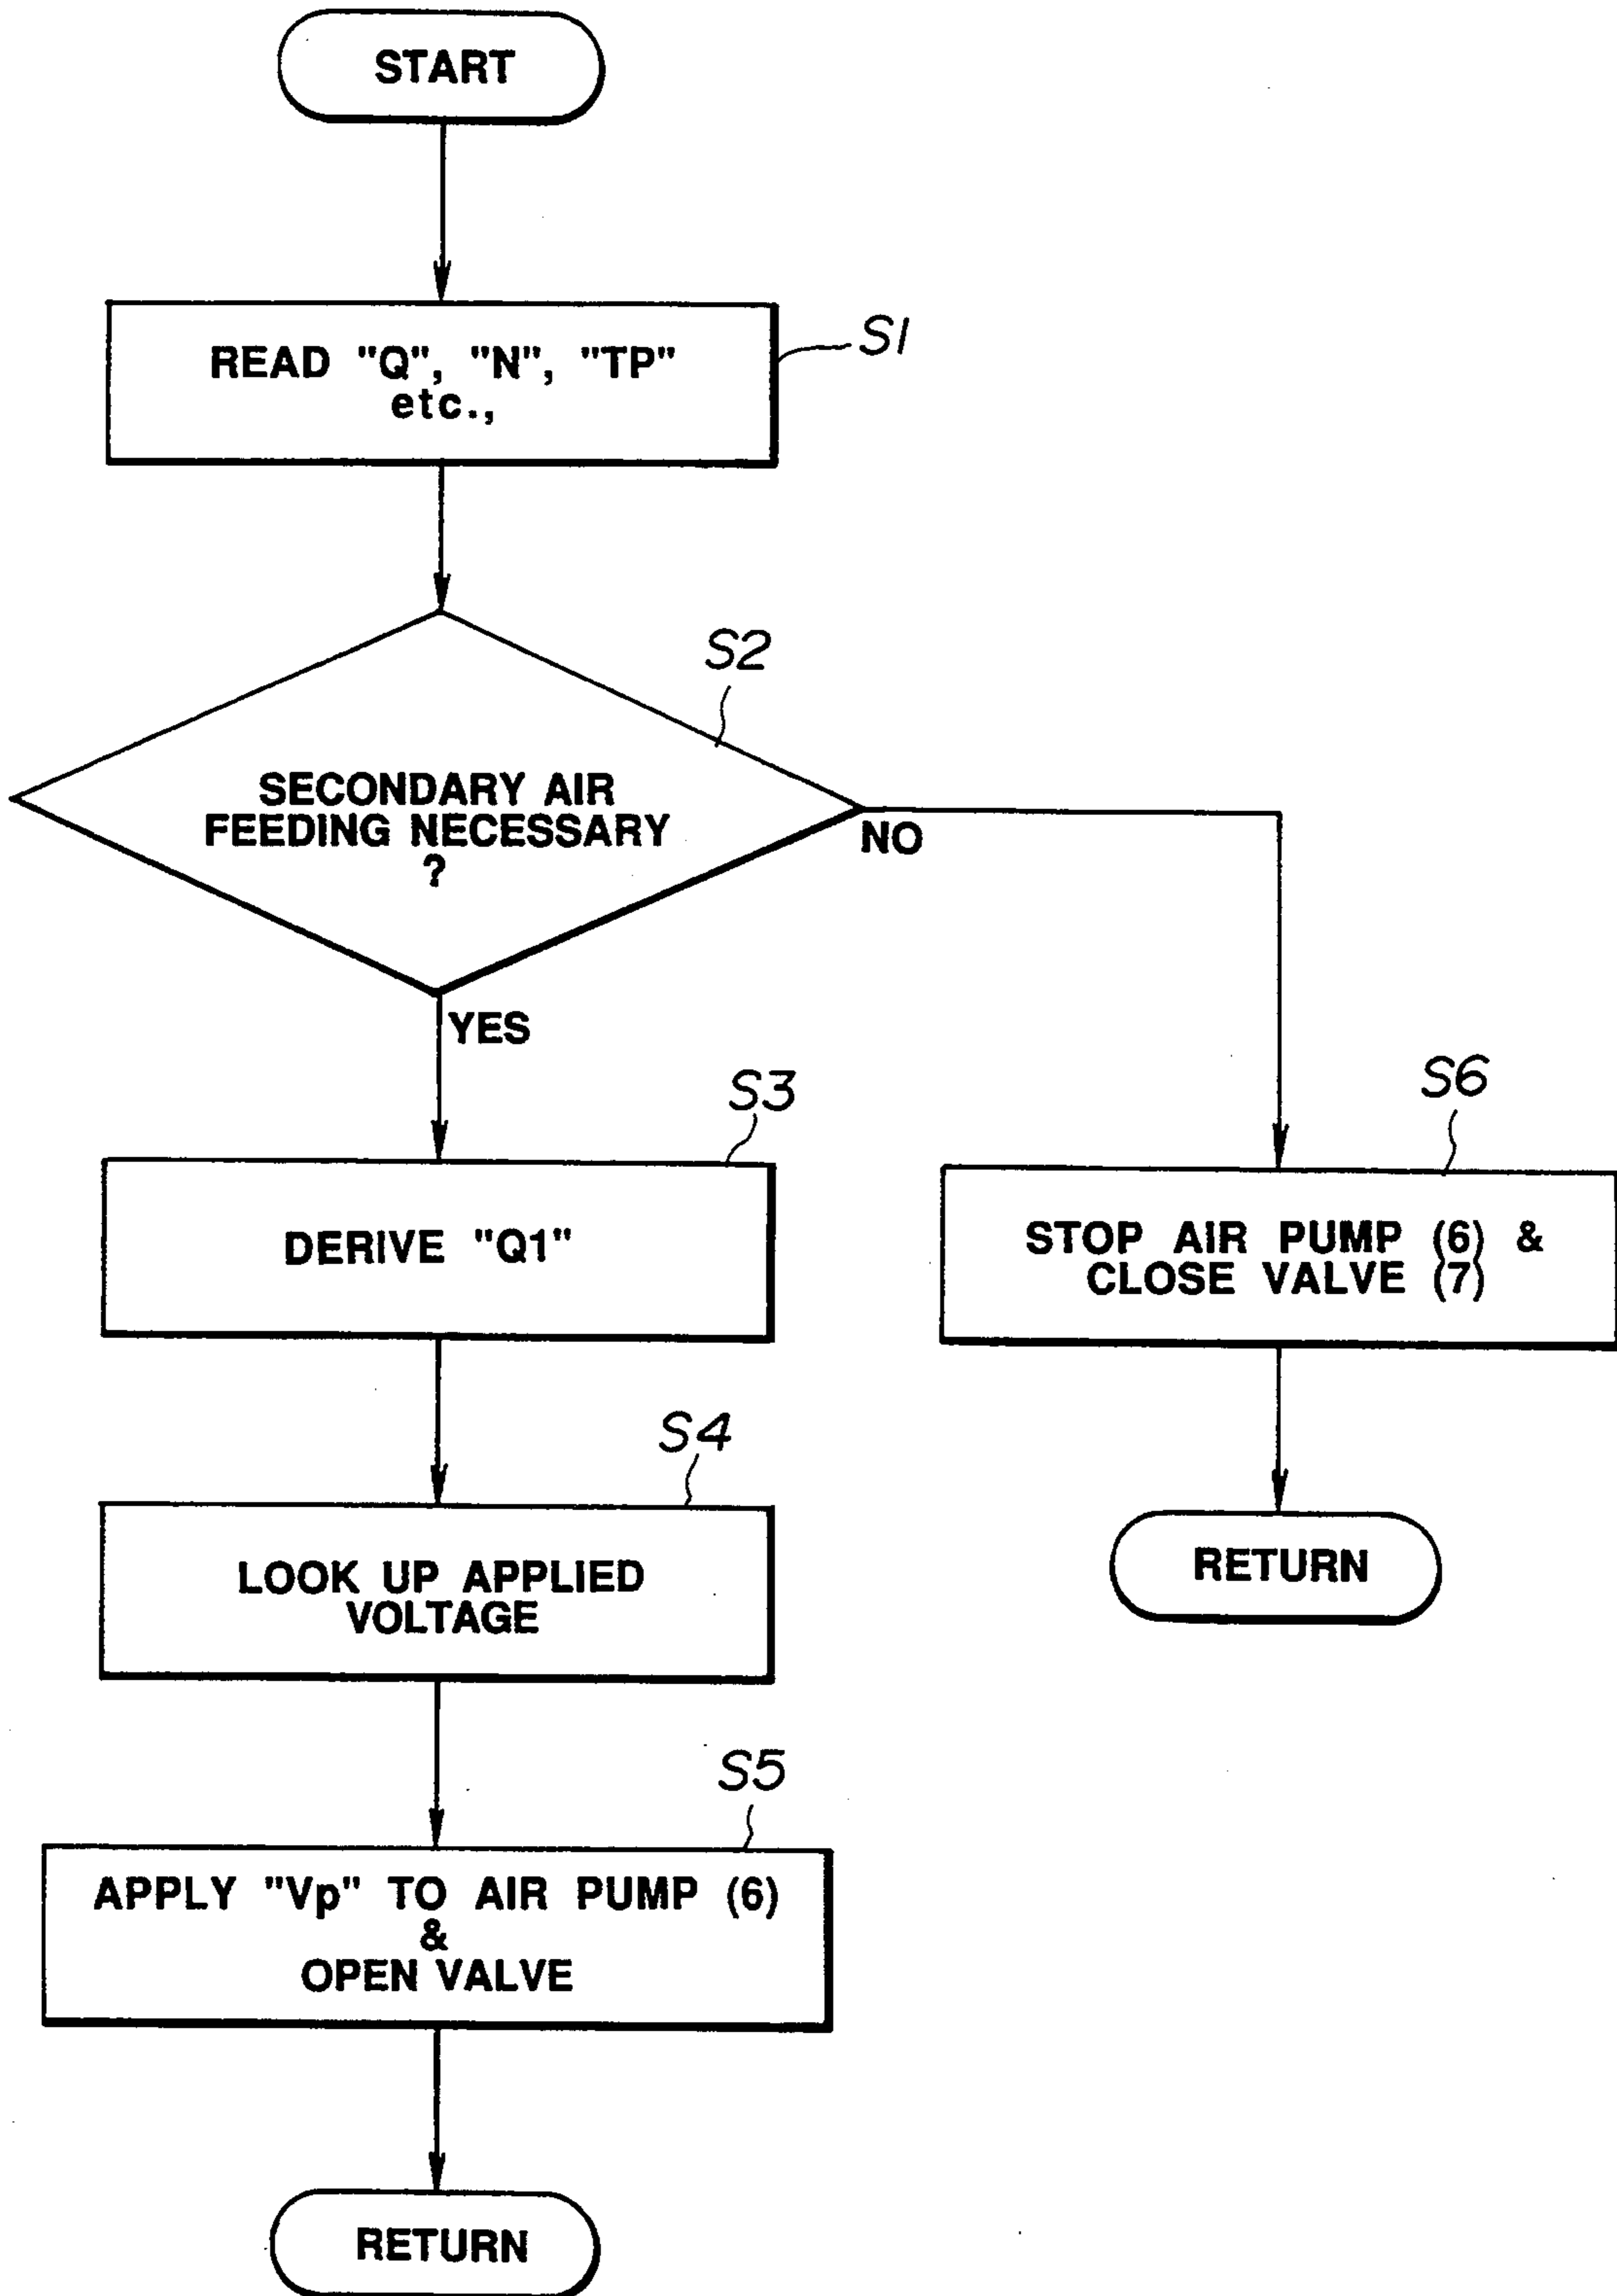 START
READ "Q", "N", "TP"
etc.,
S1
S2
SECONDARY AIR
FEEDING NECESSARY
?
NO
YES
S3
DERIVE "Q1"
S6
STOP AIR PUMP (6) &
CLOSE VALVE (7)
S4
LOOK UP APPLIED
VOLTAGE
RETURN
S5
APPLY "Vp" TO AIR PUMP (6)
&
OPEN VALVE
RETURN